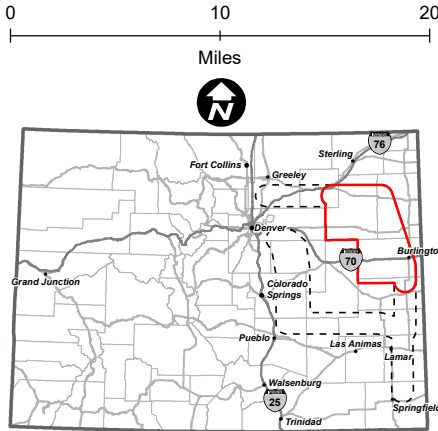 0 10 20
Miles
N
76
Sterling
Fort Collins
Greeley
Denver
Burlington
70
Grand Junction
Colorado
Springs
Pueblo
Las Animas
Lamar
Walsenburg
25
Springfield
Trinidad